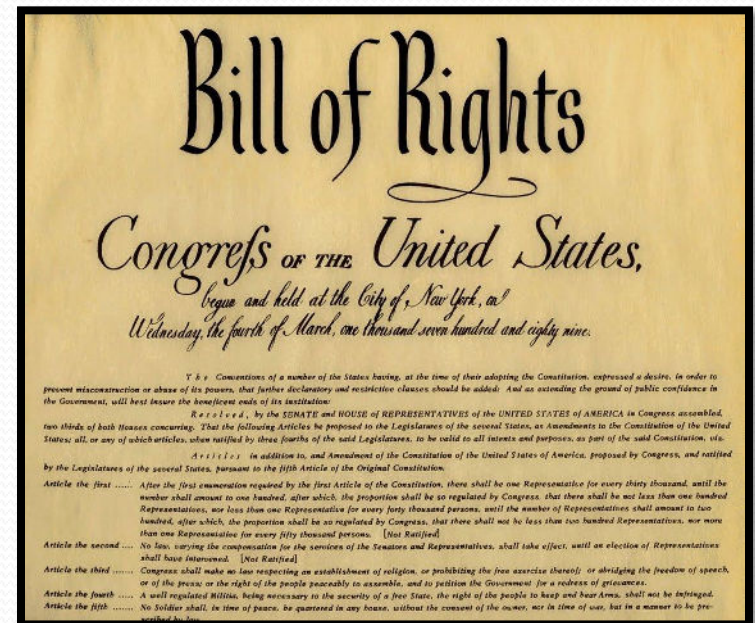 Bill of Rights
Congreſs OF THE United States,
begun and held at the City of New York, on
Wednesday, the fourth of March, one thousand seven hundred and eighty nine.
The Conventions of a number of the States having, at the time of their adopting the Constitution, expressed a desire, in order to
prevent misconstruction or abuse of its powers, that further declaratory and restrictive clauses should be added: And as extending the ground of public confidence in
the Government, will best insure the beneficent ends of its institution:
Resolved, by the SENATE and HOUSE of REPRESENTATIVES of the UNITED STATES of AMERICA in Congress assembled,
two thirds of both Houses concurring. That the following Articles be proposed to the Legislatures of the several States, as Amendments to the Constitution of the United
States; all, or any of which articles, when ratified by three fourths of the said Legislatures, to be valid to all intents and purposes, as part of the said Constitution, viz.
Articles in addition to, and Amendment of the Constitution of the United States of America, proposed by Congress, and ratified
by the Legislatures of the several States, pursuant to the fifth Article of the Original Constitution.
Article the first ...... After the first enumeration required by the first Article of the Constitution, there shall be one Representative for every thirty thousand, until the
number shall amount to one hundred, after which, the proportion shall be so regulated by Congress, that there shall be not less than one hundred
Representatives, nor less than one Representative for every forty thousand persons, until the number of Representatives shall amount to two
hundred, after which, the proportion shall be so regulated by Congress, that there shall not be less than two hundred Representatives, nor more
than one Representative for every fifty thousand persons. [Not Ratified]
Article the second .... No law, varying the compensation for the services of the Senators and Representatives, shall take effect, until an election of Representatives
shall have intervened. [Not Ratified]
Article the third ....... Congress shall make no law respecting an establishment of religion, or prohibiting the free exercise thereof; or abridging the freedom of speech,
or of the press; or the right of the people peaceably to assemble, and to petition the Government for a redress of grievances.
Article the fourth ..... A well regulated Militia, being necessary to the security of a free State, the right of the people to keep and bear Arms, shall not be infringed.
Article the fifth ....... No Soldier shall, in time of peace, be quartered in any house, without the consent of the owner, nor in time of war, but in a manner to be pre-
scribed by law.